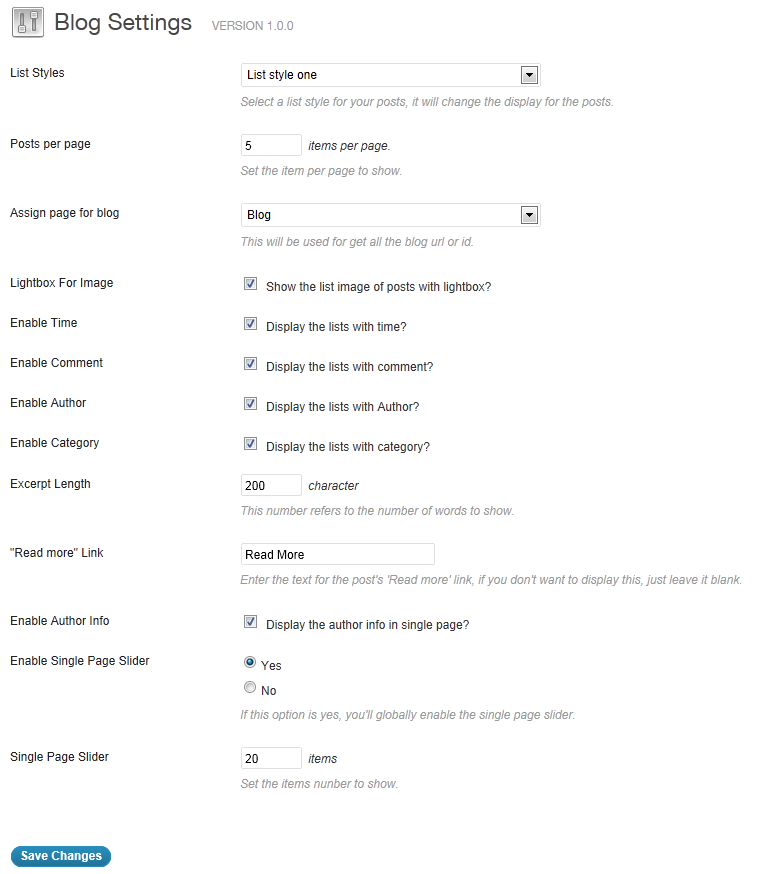 Blog Settings VERSION 1.0.0
List Styles List style one
Select a list style for your posts, it will change the display for the posts.
Posts per page 5 items per page.
Set the item per page to show.
Assign page for blog Blog
This will be used for get all the blog url or id.
Lightbox For Image Show the list image of posts with lightbox?
Enable Time Display the lists with time?
Enable Comment Display the lists with comment?
Enable Author Display the lists with Author?
Enable Category Display the lists with category?
Excerpt Length 200 character
This number refers to the number of words to show.
"Read more" Link Read More
Enter the text for the post's 'Read more' link, if you don't want to display this, just leave it blank.
Enable Author Info Display the author info in single page?
Enable Single Page Slider Yes
No
If this option is yes, you'll globally enable the single page slider.
Single Page Slider 20 items
Set the items nunber to show.
Save Changes